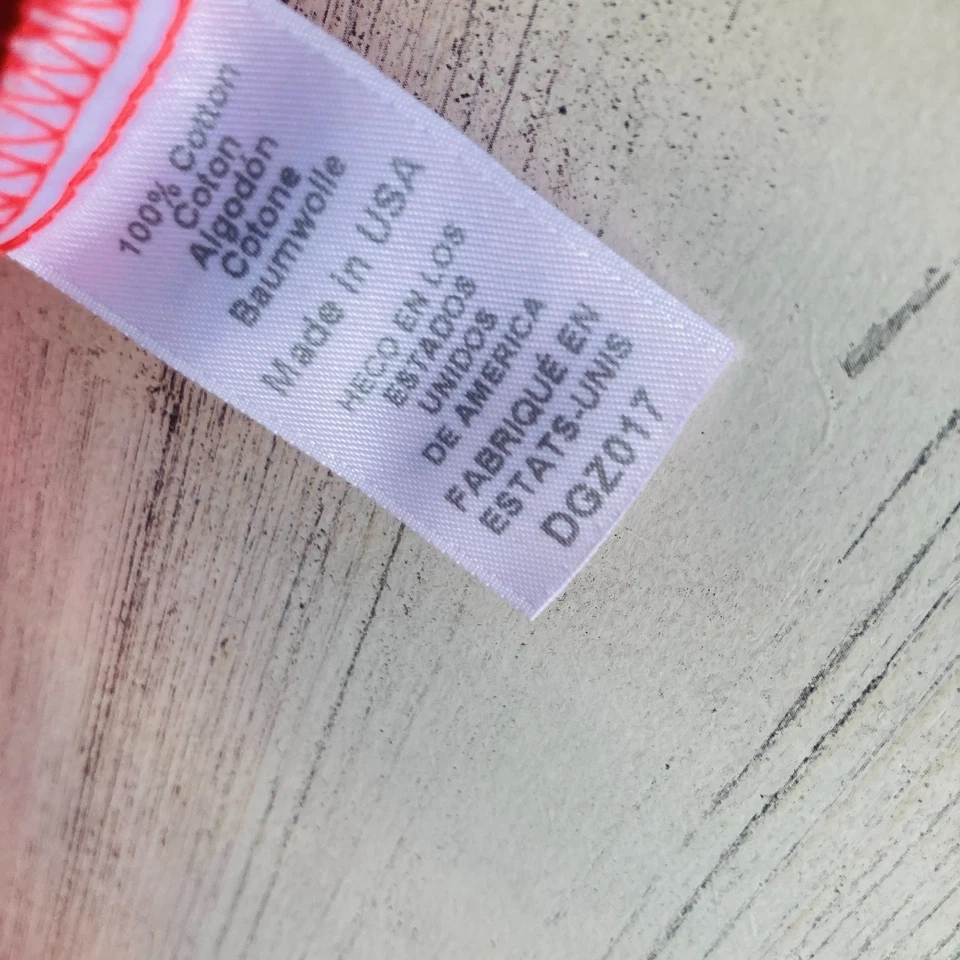 100% Cotton
Coton
Algodón
Cotone
Baumwolle
Made In USA
HECO EN LOS
ESTADOS
UNIDOS
DE AMERICA
FABRIQUÉ EN
ESTATS-UNIS
DGZ017